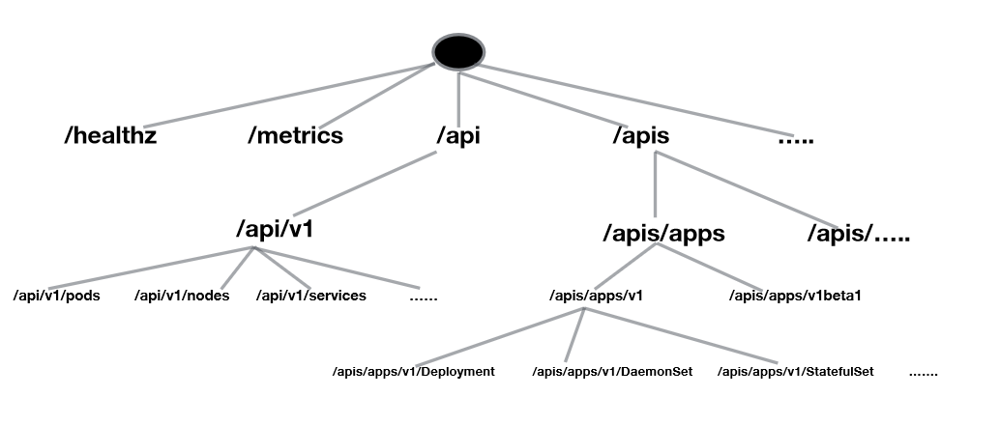 /healthz /metrics /api /apis .....
/api/v1 /apis/apps /apis/.....
/api/v1/pods /api/v1/nodes /api/v1/services ...... /apis/apps/v1 /apis/apps/v1beta1
/apis/apps/v1/Deployment /apis/apps/v1/DaemonSet /apis/apps/v1/StatefulSet .......